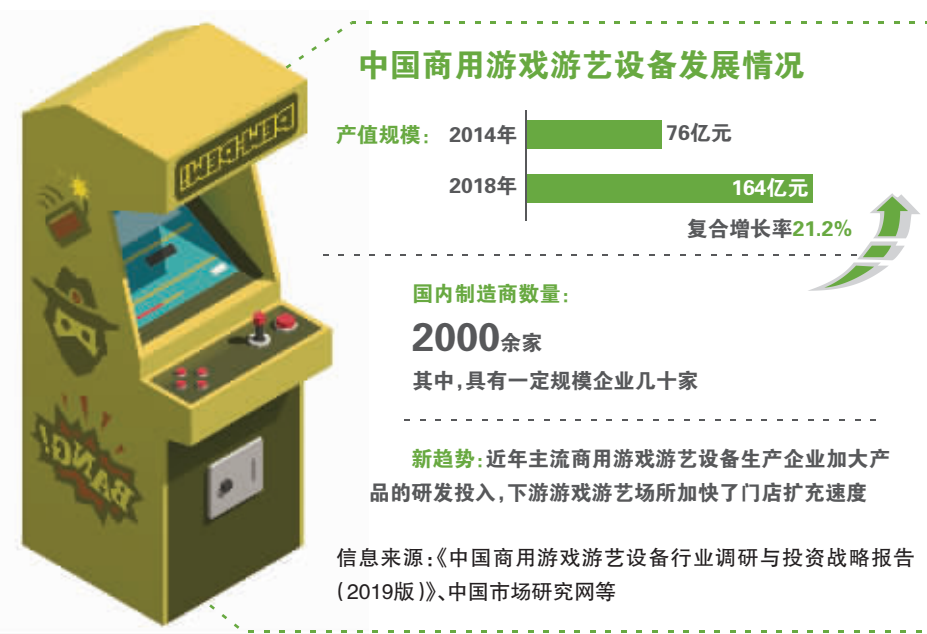 中国商用游戏游艺设备发展情况
产值规模： 2014年 76亿元
2018年 164亿元
复合增长率21.2%
国内制造商数量：
2000余家
其中，具有一定规模企业几十家
新趋势：近年主流商用游戏游艺设备生产企业加大产
品的研发投入，下游游戏游艺场所加快了门店扩充速度
信息来源：《中国商用游戏游艺设备行业调研与投资战略报告
（2019版）》、中国市场研究网等
BANG!